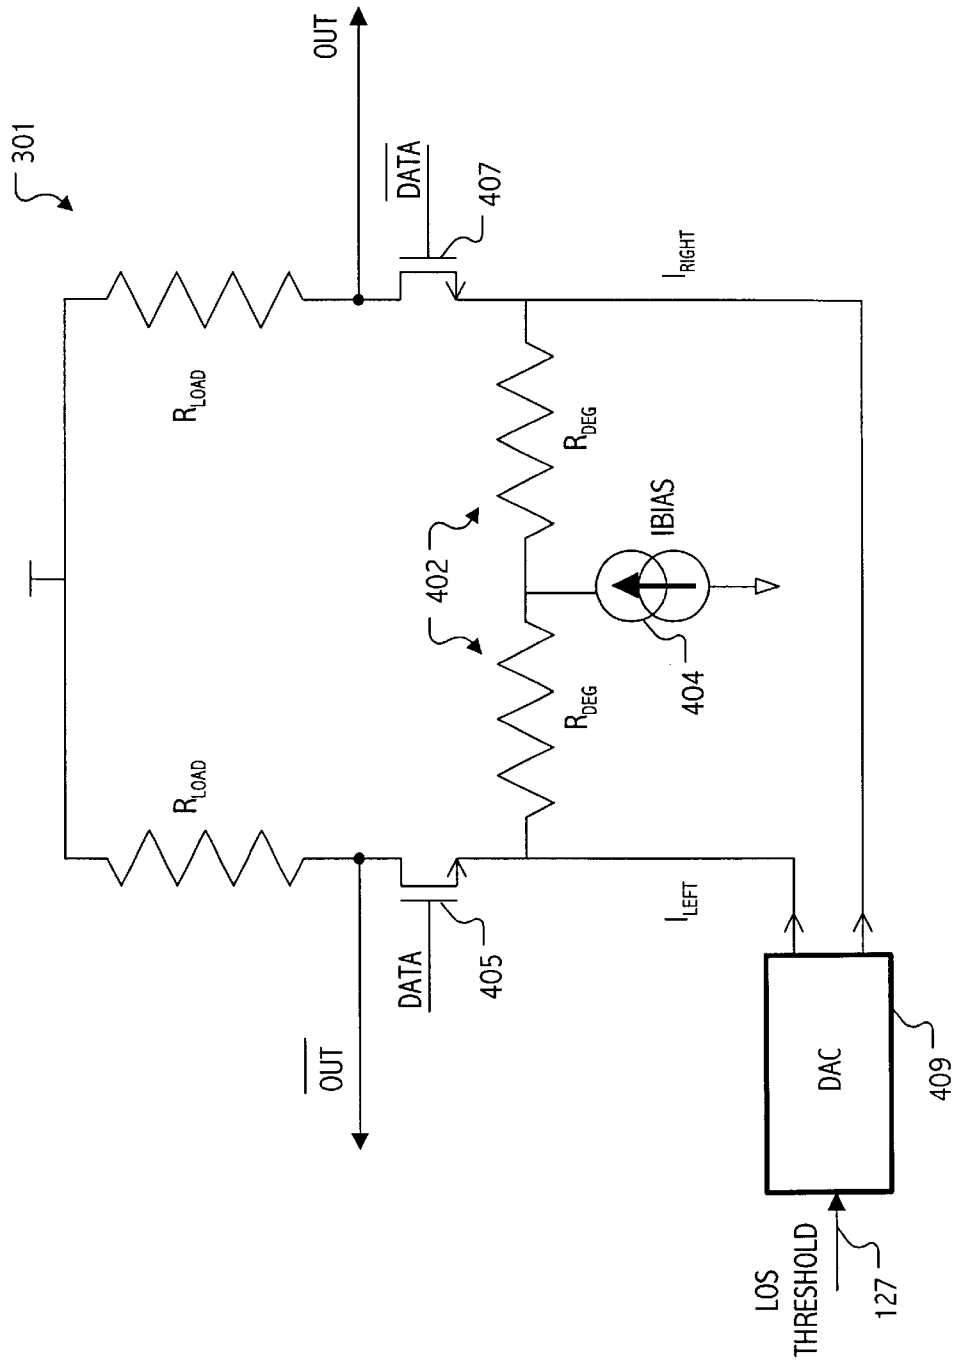 301
OUT
R_LOAD
R_LOAD
DATA
407
OUT
DATA
405
402
R_DEG
R_DEG
IBIAS
404
I_LEFT
I_RIGHT
DAC
409
LOS
THRESHOLD
127